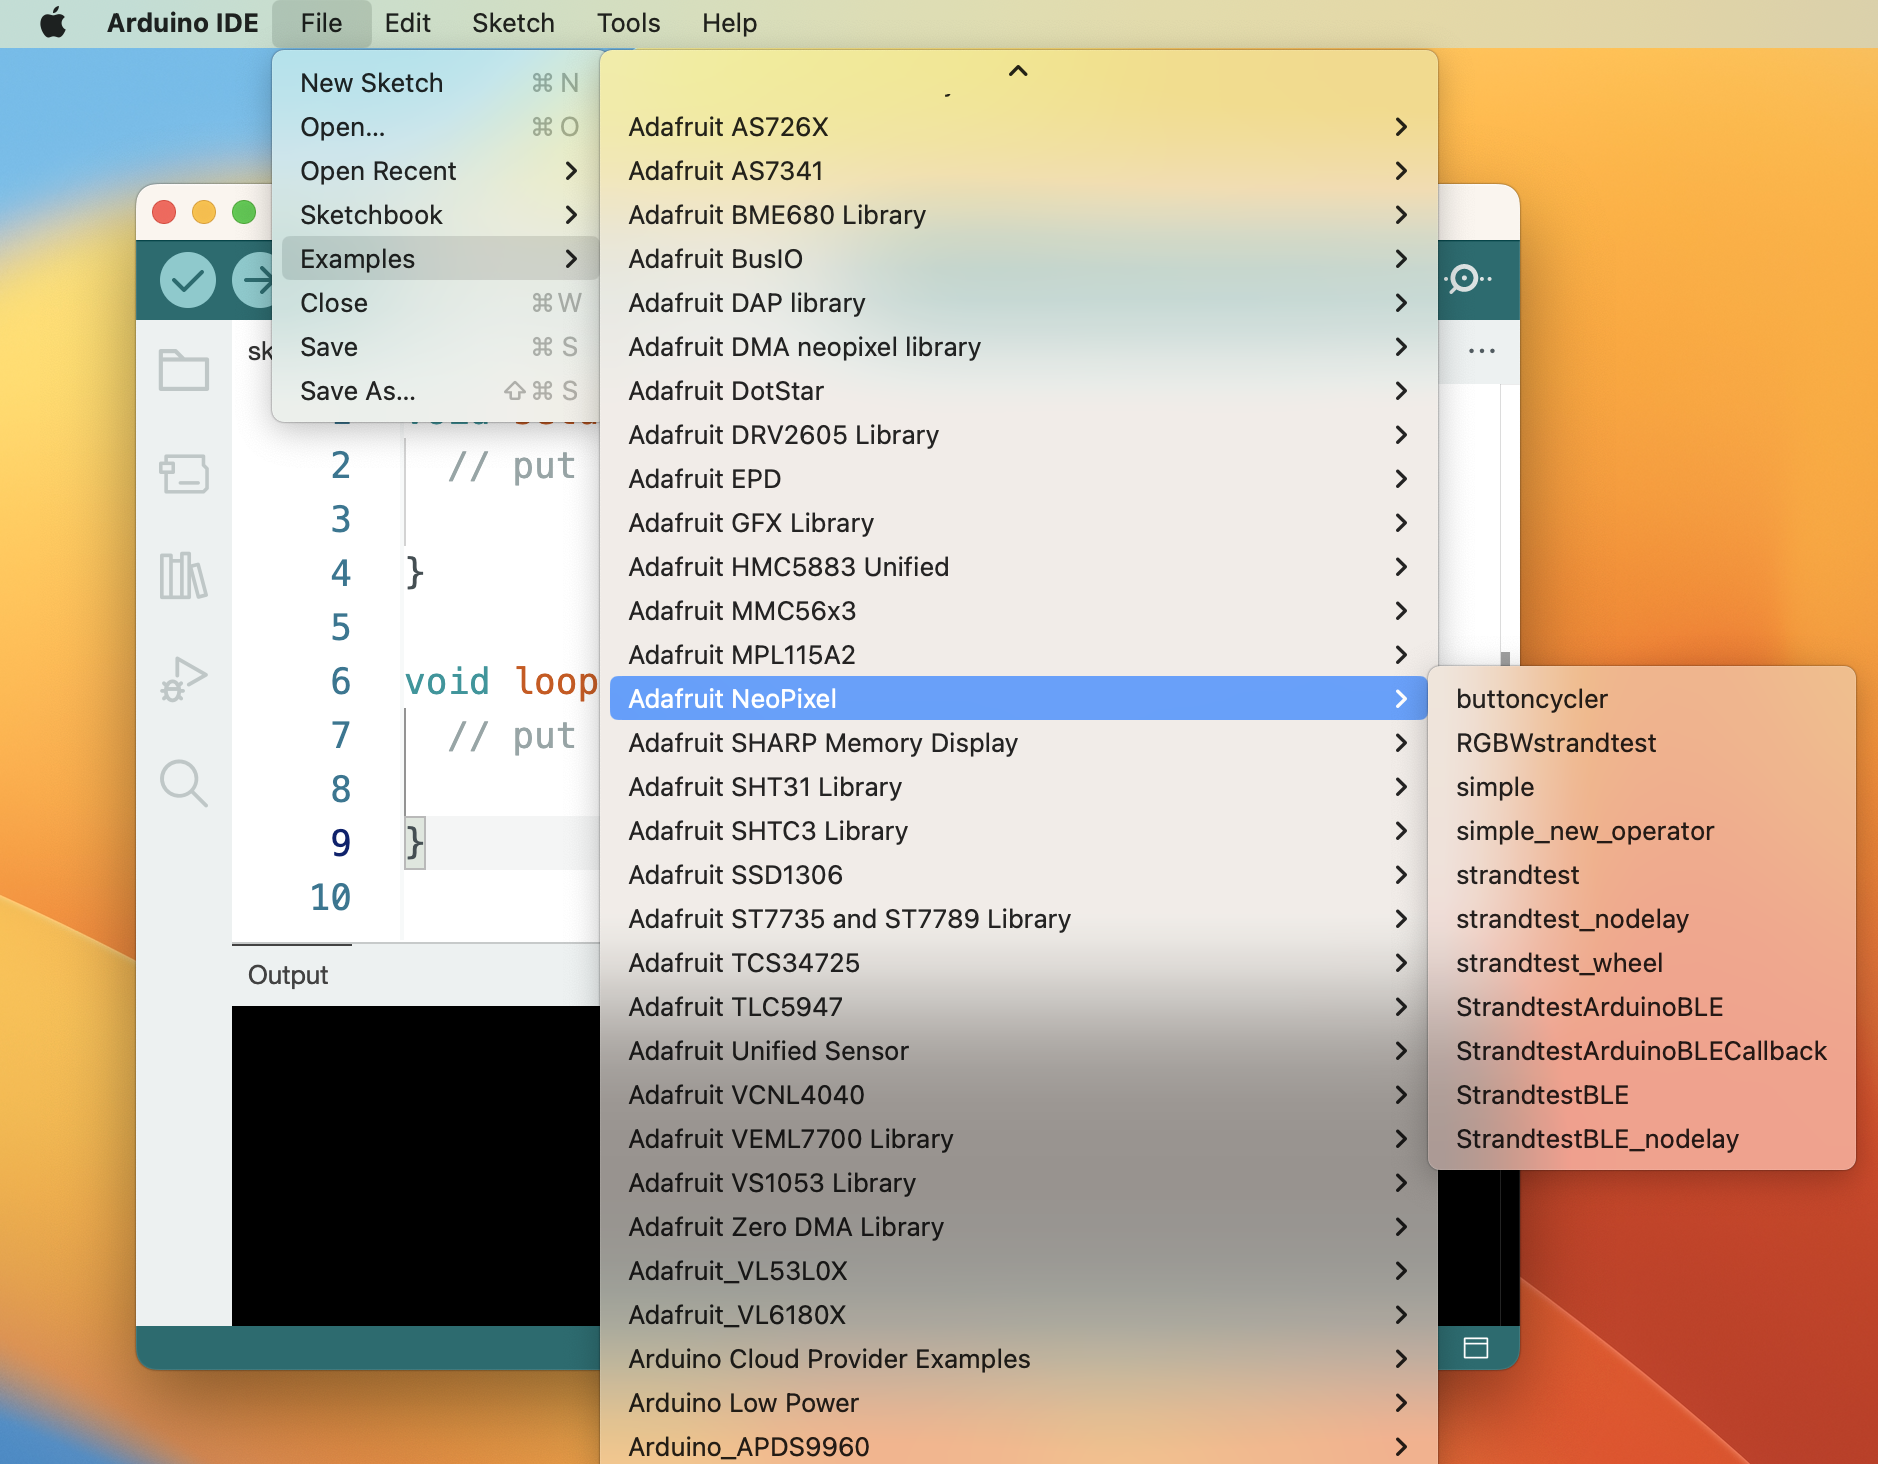 Arduino IDE File Edit Sketch Tools Help
New Sketch ⌘ N
Open... ⌘ O
Open Recent
Sketchbook
Examples
Close ⌘ W
Save ⌘ S
Save As... ⇧ ⌘ S
Adafruit AS726X
Adafruit AS7341
Adafruit BME680 Library
Adafruit BusIO
Adafruit DAP library
Adafruit DMA neopixel library
Adafruit DotStar
Adafruit DRV2605 Library
Adafruit EPD
Adafruit GFX Library
Adafruit HMC5883 Unified
Adafruit MMC56x3
Adafruit MPL115A2
Adafruit NeoPixel
Adafruit SHARP Memory Display
Adafruit SHT31 Library
Adafruit SHTC3 Library
Adafruit SSD1306
Adafruit ST7735 and ST7789 Library
Adafruit TCS34725
Adafruit TLC5947
Adafruit Unified Sensor
Adafruit VCNL4040
Adafruit VEML7700 Library
Adafruit VS1053 Library
Adafruit Zero DMA Library
Adafruit_VL53L0X
Adafruit_VL6180X
Arduino Cloud Provider Examples
Arduino Low Power
Arduino_APDS9960
buttoncycler
RGBWstrandtest
simple
simple_new_operator
strandtest
strandtest_nodelay
strandtest_wheel
StrandtestArduinoBLE
StrandtestArduinoBLECallback
StrandtestBLE
StrandtestBLE_nodelay
sk
2 // put
3
4 }
5
6 void loop
7 // put
8
9 }
10
Output